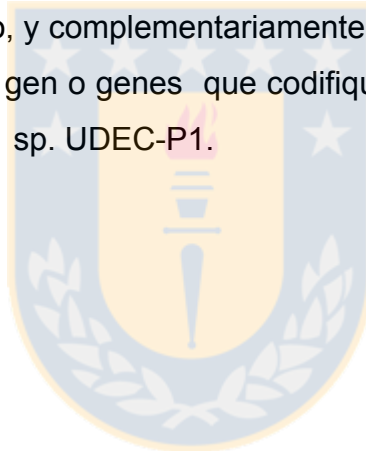 o, y complementariamente
gen o genes que codifiqu
sp. UDEC-P1.